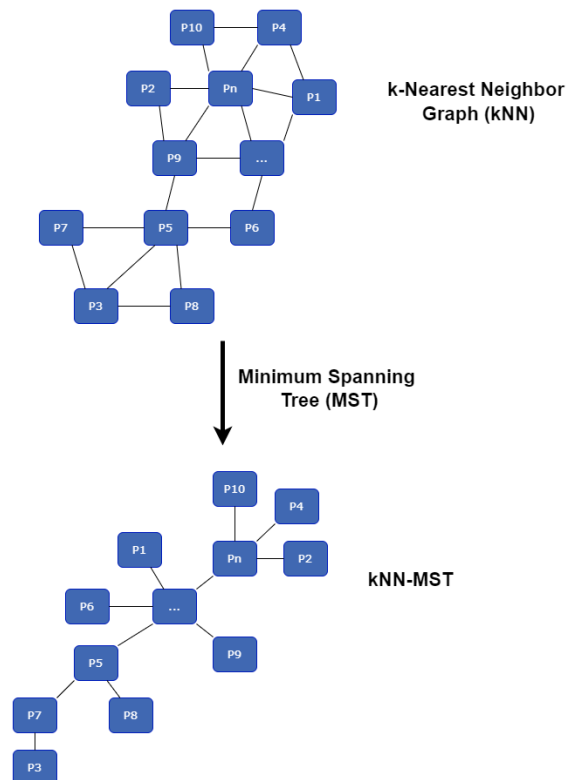 P10 P4
P2 Pn P1
k-Nearest Neighbor
Graph (kNN)
P9 ...
P7 P5 P6
P3 P8
Minimum Spanning
Tree (MST)
P10 P4
P1 Pn P2
kNN-MST
P6 ...
P5 P9
P7 P8
P3